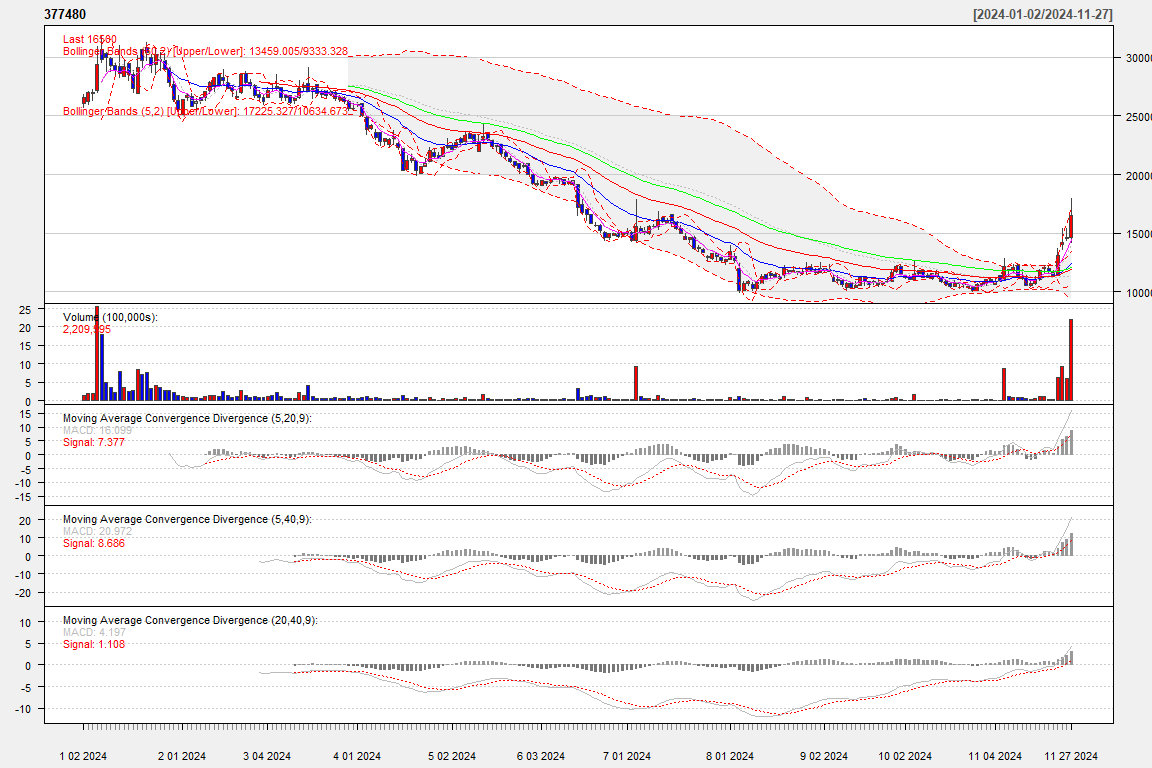 377480 [2024-01-02/2024-11-27]
Last 16580
Bollinger Bands (60,2) [Upper/Lower]: 13459.005/9333.328
Bollinger Bands (5,2) [Upper/Lower]: 17225.327/10634.673
30000
25000
20000
15000
10000
Volume (100,000s):
2,209,595
25
20
15
10
5
0
Moving Average Convergence Divergence (5,20,9):
MACD: 16.099
Signal: 7.377
15
10
5
0
-5
-10
-15
Moving Average Convergence Divergence (5,40,9):
MACD: 20.972
Signal: 8.686
20
10
0
-10
-20
Moving Average Convergence Divergence (20,40,9):
MACD: 4.197
Signal: 1.108
10
5
0
-5
-10
1 02 2024 2 01 2024 3 04 2024 4 01 2024 5 02 2024 6 03 2024 7 01 2024 8 01 2024 9 02 2024 10 02 2024 11 04 2024 11 27 2024